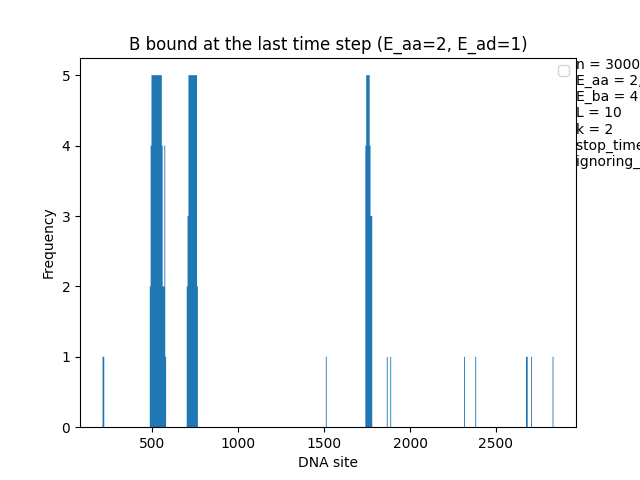 B bound at the last time step (E_aa=2, E_ad=1)
n = 3000
E_aa = 2,
E_ba = 4
L = 10
k = 2
stop_time
ignoring_
5
4
3
2
1
0
Frequency
500
1000
1500
2000
2500
DNA site